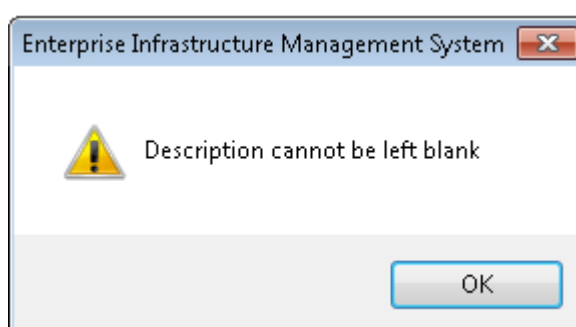 Enterprise Infrastructure Management System
Description cannot be left blank
OK